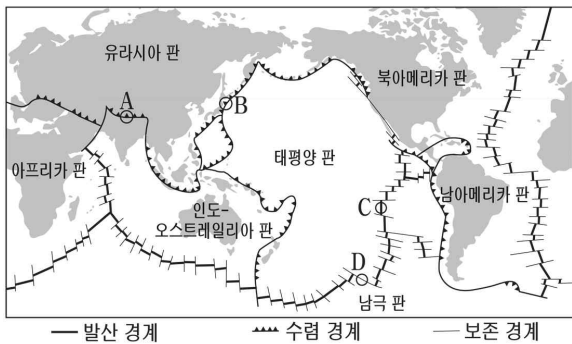 유라시아 판
북아메리카 판
A
B
태평양 판
아프리카 판
남아메리카 판
인도-
오스트레일리아 판
C
D
남극 판
발산 경계
수렴 경계
보존 경계